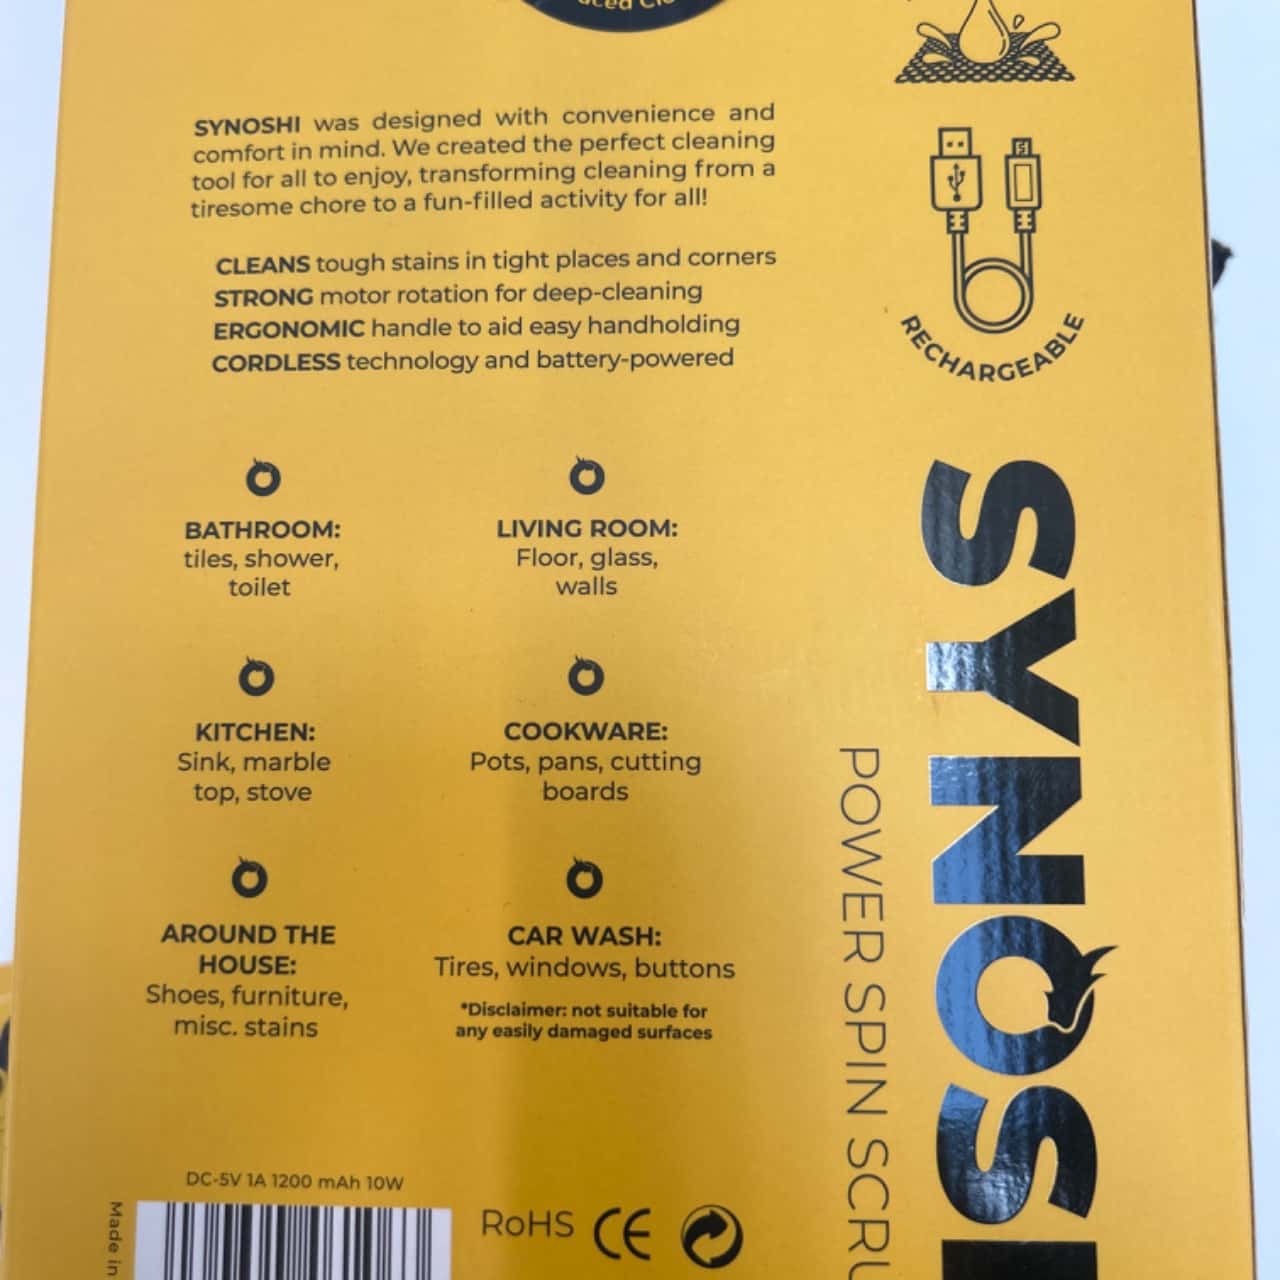 SYNOSHI was designed with convenience and
comfort in mind. We created the perfect cleaning
tool for all to enjoy, transforming cleaning from a
tiresome chore to a fun-filled activity for all!
CLEANS tough stains in tight places and corners
STRONG motor rotation for deep-cleaning
ERGONOMIC handle to aid easy handholding
CORDLESS technology and battery-powered
RECHARGEABLE
BATHROOM:
tiles, shower,
toilet
LIVING ROOM:
Floor, glass,
walls
KITCHEN:
Sink, marble
top, stove
COOKWARE:
Pots, pans, cutting
boards
AROUND THE
HOUSE:
Shoes, furniture,
misc. stains
CAR WASH:
Tires, windows, buttons
*Disclaimer: not suitable for
any easily damaged surfaces
DC-5V 1A 1200 mAh 10W
Made in
RoHS CE
SYNOS
POWER SPIN SCRU